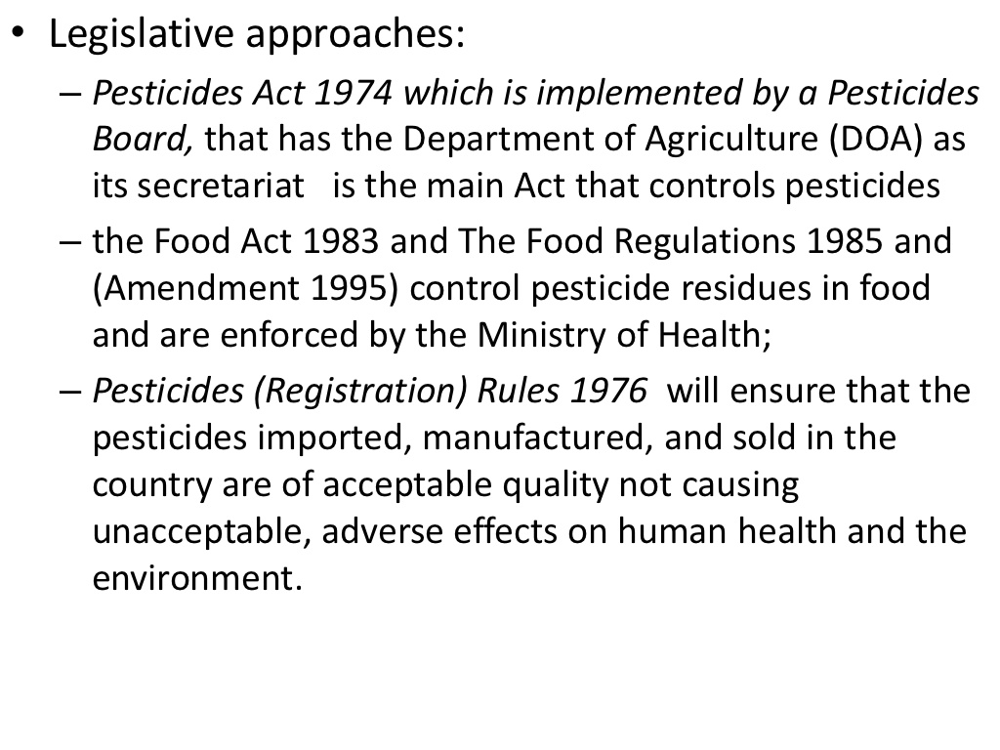 • Legislative approaches:
– Pesticides Act 1974 which is implemented by a Pesticides
Board, that has the Department of Agriculture (DOA) as
its secretariat   is the main Act that controls pesticides
– the Food Act 1983 and The Food Regulations 1985 and
(Amendment 1995) control pesticide residues in food
and are enforced by the Ministry of Health;
– Pesticides (Registration) Rules 1976  will ensure that the
pesticides imported, manufactured, and sold in the
country are of acceptable quality not causing
unacceptable, adverse effects on human health and the
environment.